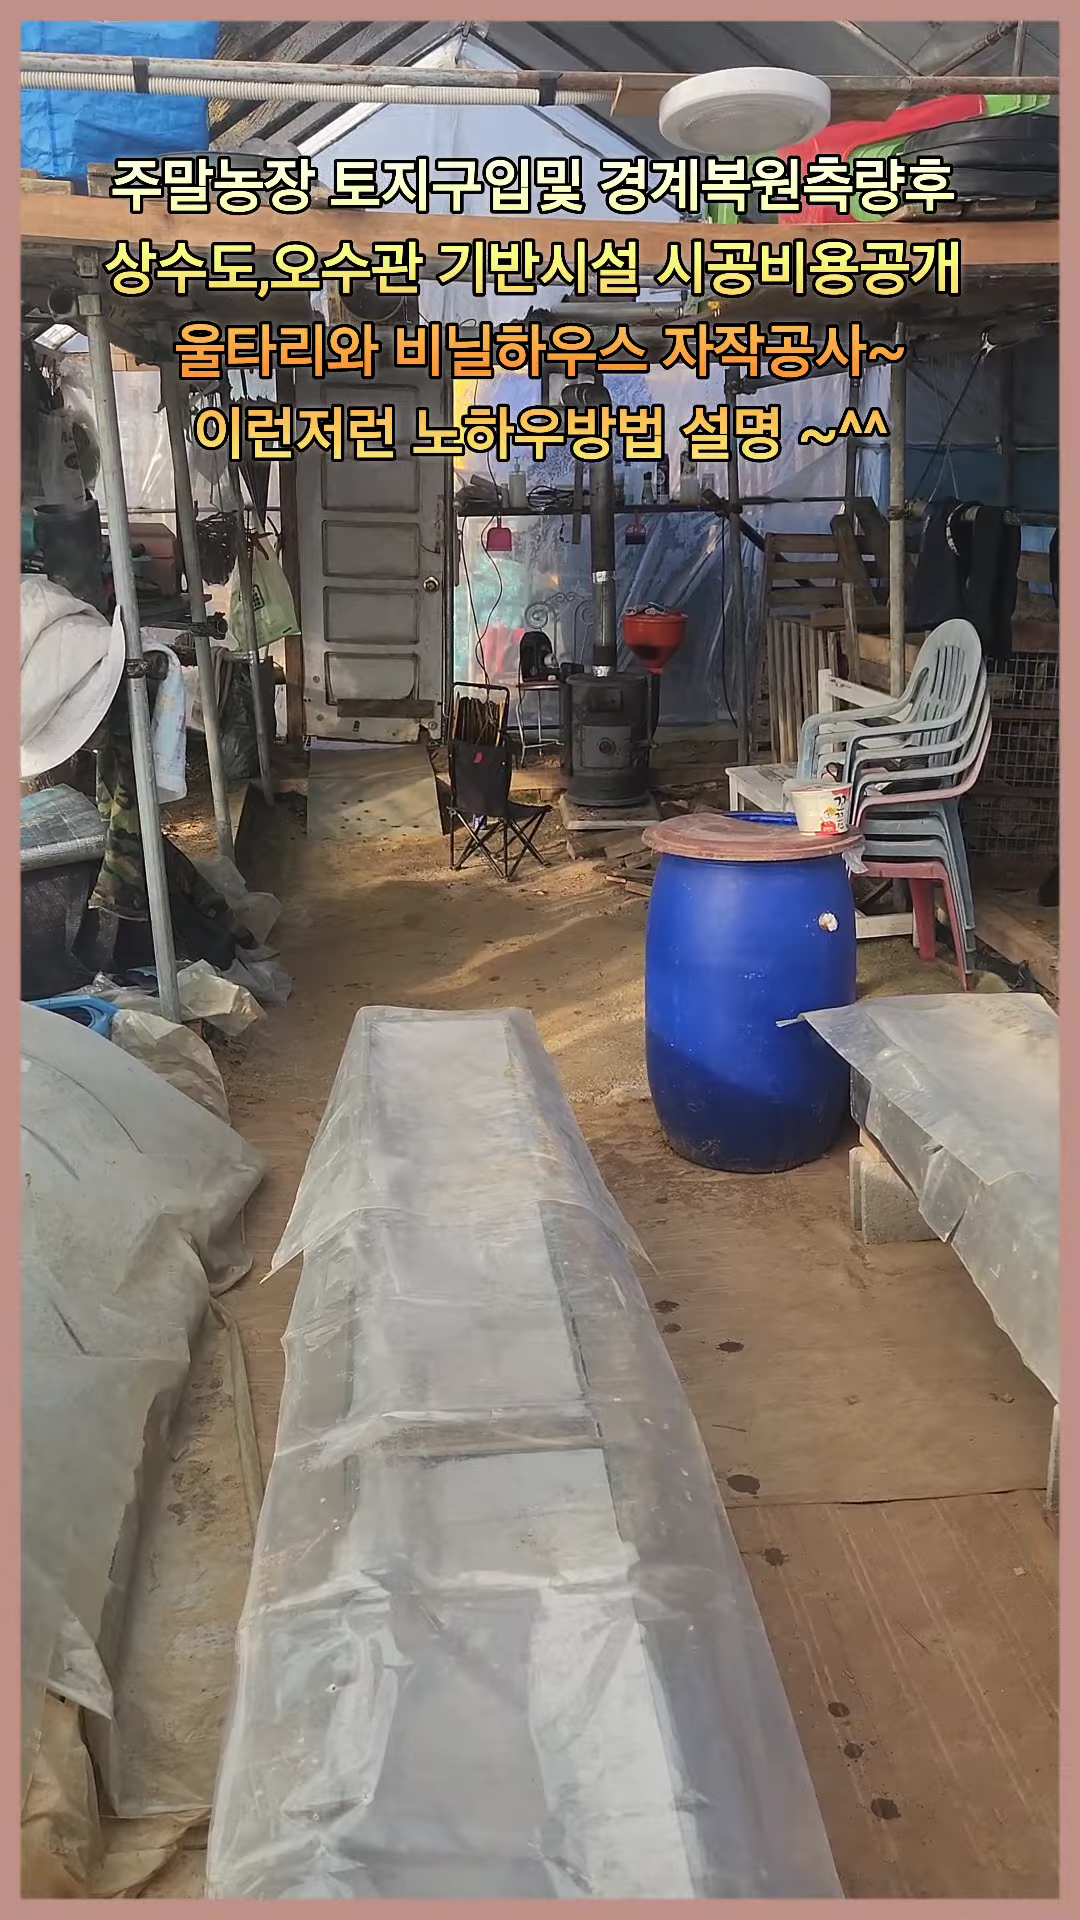 주말농장 토지구입및 경계복원측량후
상수도,오수관 기반시설 시공비용공개
울타리와 비닐하우스 자작공사~
이런저런 노하우방법 설명 ~^^